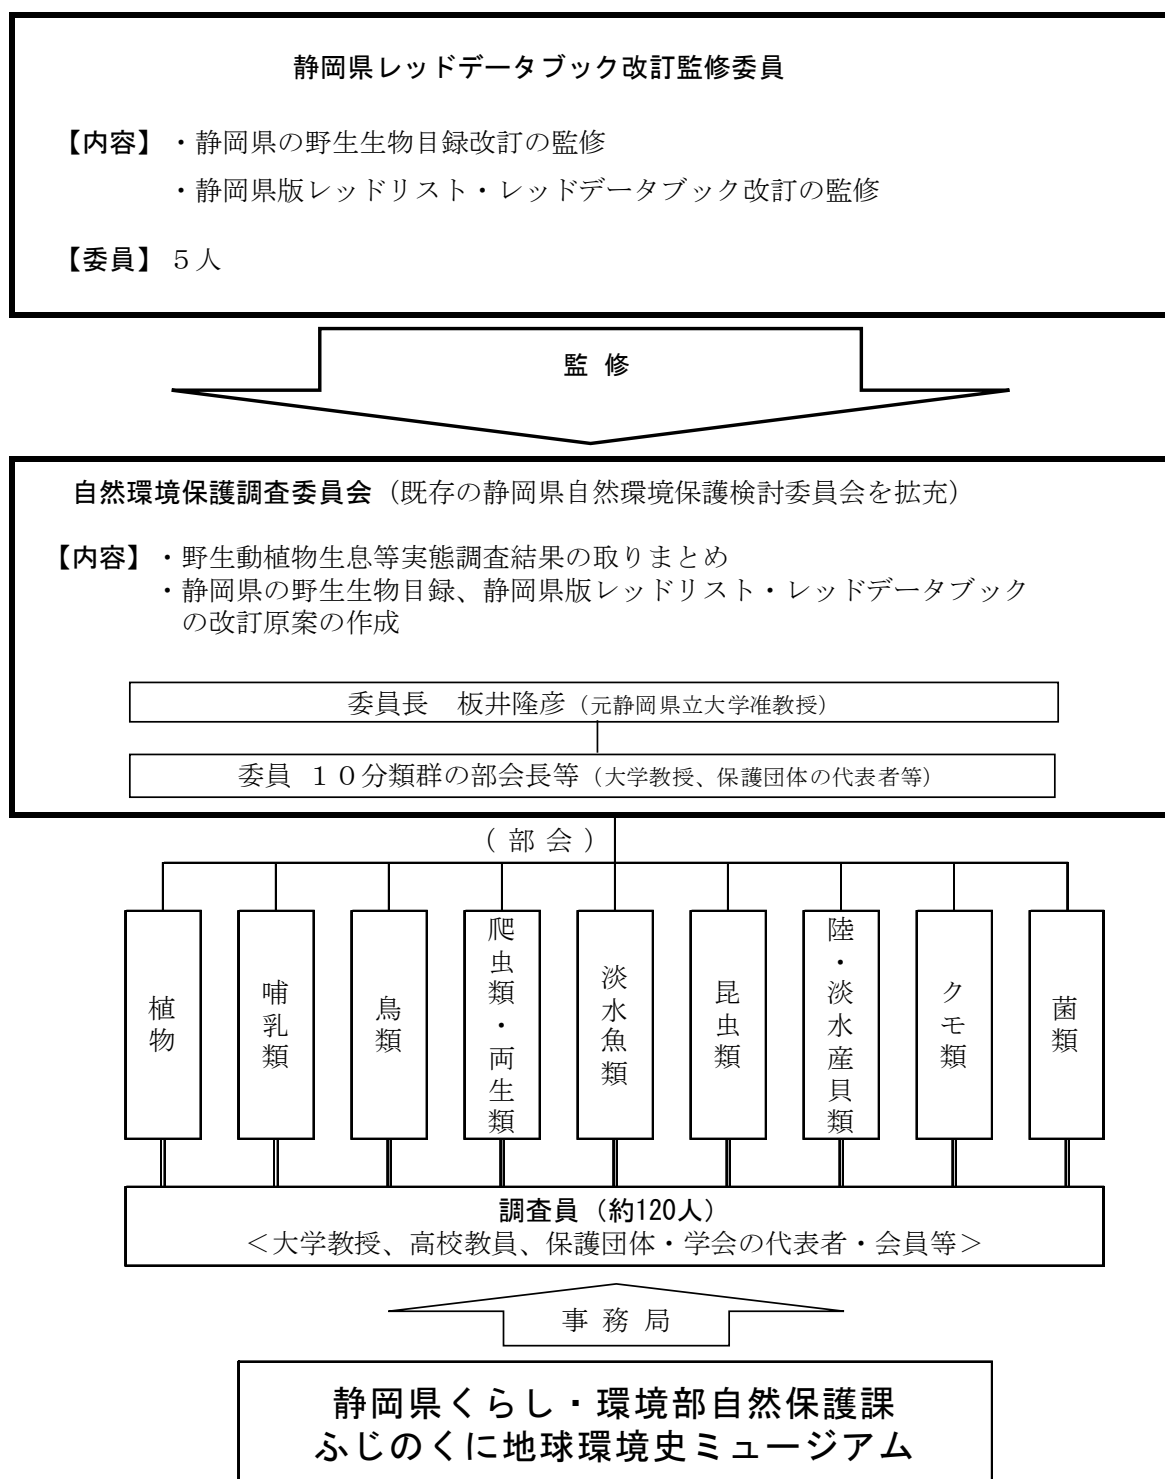 静岡県レッドデータブック改訂監修委員
【内容】・静岡県の野生生物目録改訂の監修
・静岡県版レッドリスト・レッドデータブック改訂の監修
【委員】５人
監 修
自然環境保護調査委員会（既存の静岡県自然環境保護検討委員会を拡充）
【内容】・野生動植物生息等実態調査結果の取りまとめ
・静岡県の野生生物目録、静岡県版レッドリスト・レッドデータブック
の改訂原案の作成
委員長　板井隆彦（元静岡県立大学准教授）
委員 １０分類群の部会長等（大学教授、保護団体の代表者等）
（ 部 会 ）
植物
哺乳類
鳥類
爬虫類・両生類
淡水魚類
昆虫類
陸・淡水産貝類
クモ類
菌類
調査員（約120人）
＜大学教授、高校教員、保護団体・学会の代表者・会員等＞
事 務 局
静岡県くらし・環境部自然保護課
ふじのくに地球環境史ミュージアム